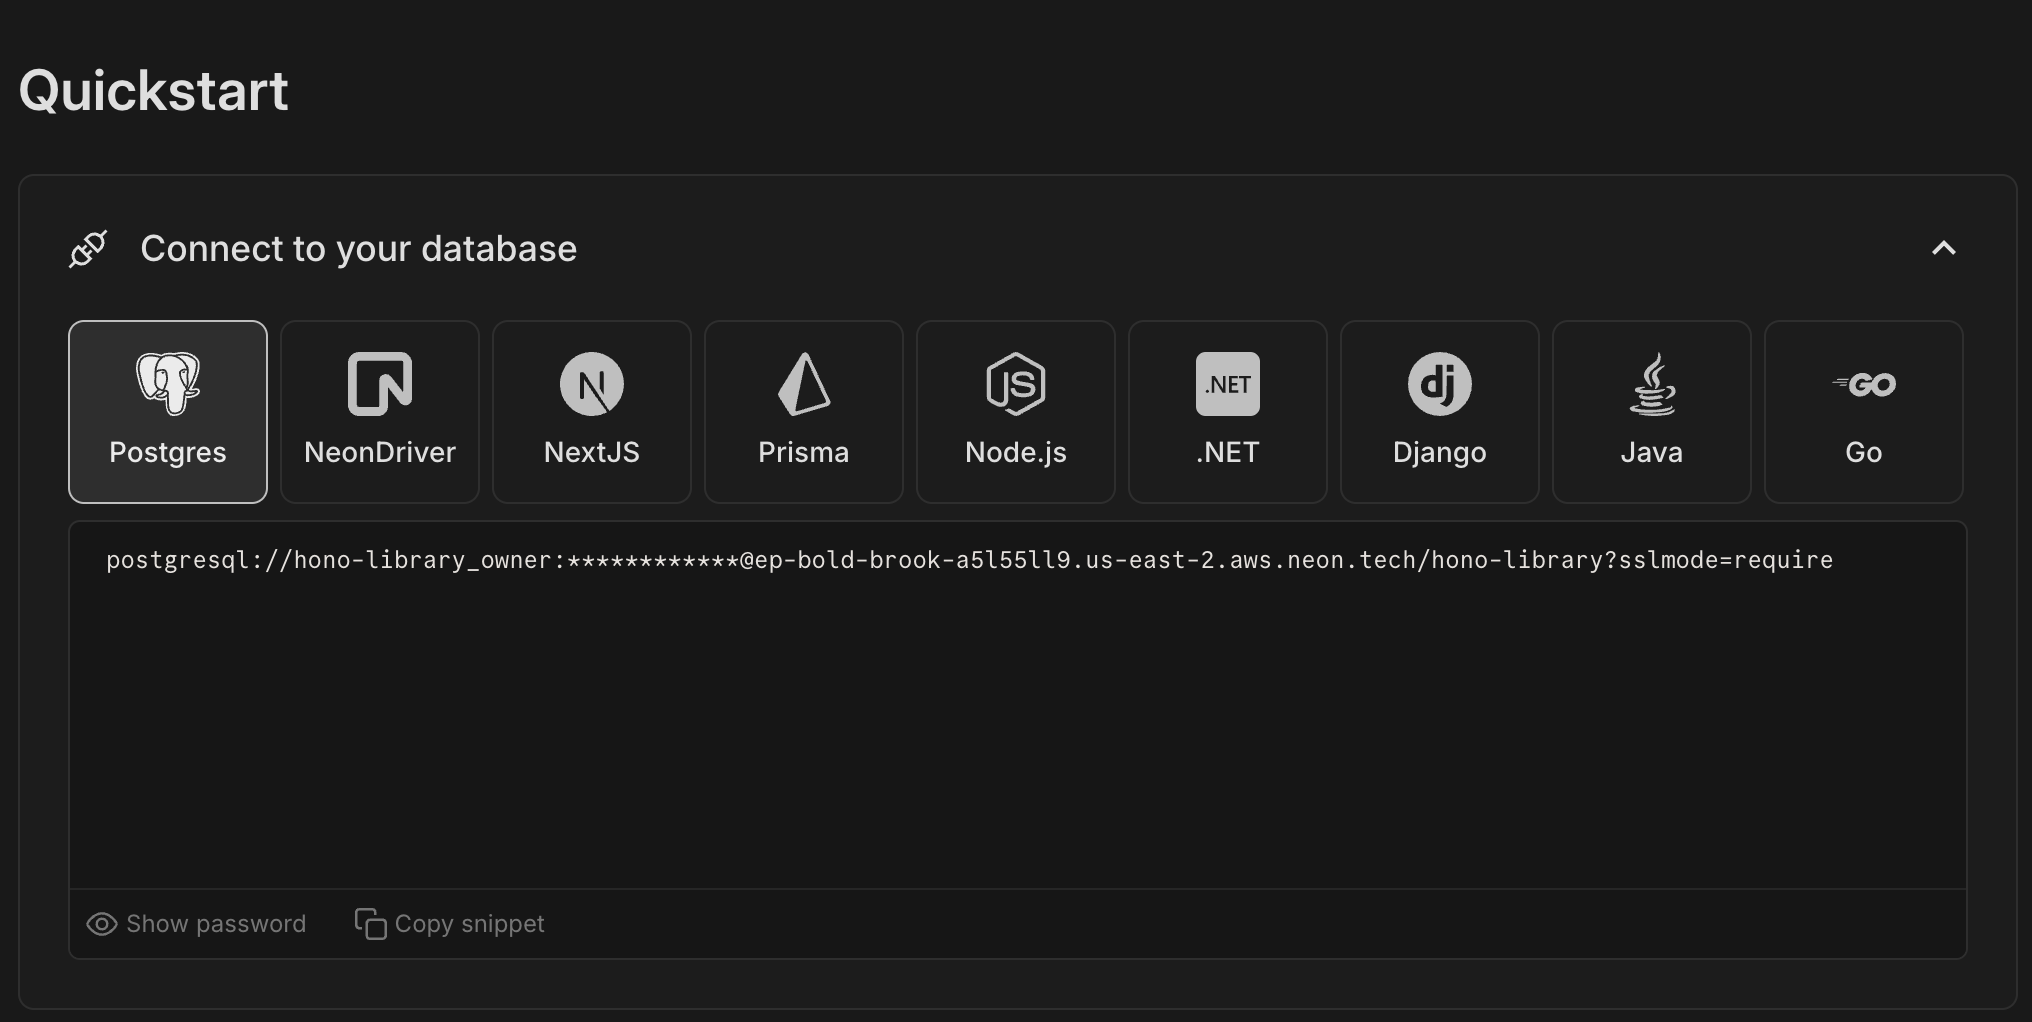 Quickstart
Connect to your database
Postgres
NeonDriver
N
NextJS
Prisma
JS
Node.js
.NET
.NET
dj
Django
Java
GO
Go
postgresql://hono-library_owner:************@ep-bold-brook-a5l55ll9.us-east-2.aws.neon.tech/hono-library?sslmode=require
Show password
Copy snippet